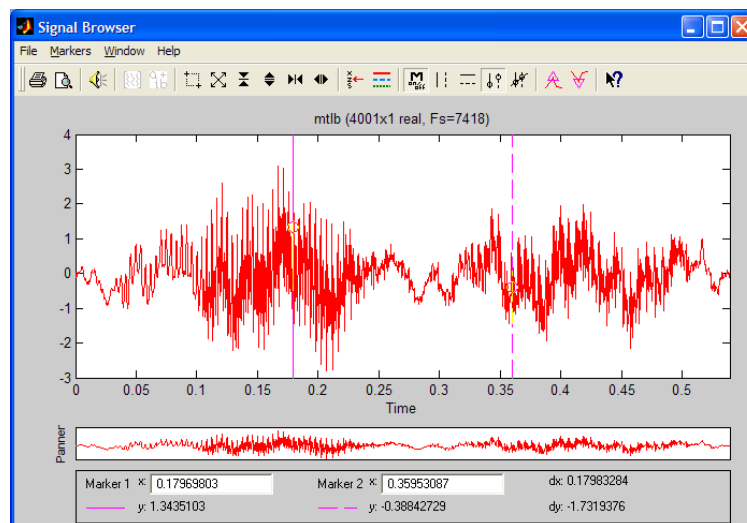 Signal Browser
File Markers Window Help
M
on/off
mtlb (4001x1 real, Fs=7418)
4
3
2
1
0
-1
-2
-3
0 0.05 0.1 0.15 0.2 0.25 0.3 0.35 0.4 0.45 0.5
Time
Panner
Marker 1 x: 0.17969803 Marker 2 x: 0.35953087 dx: 0.17983284
y: 1.3435103 y: -0.38842729 dy: -1.7319376